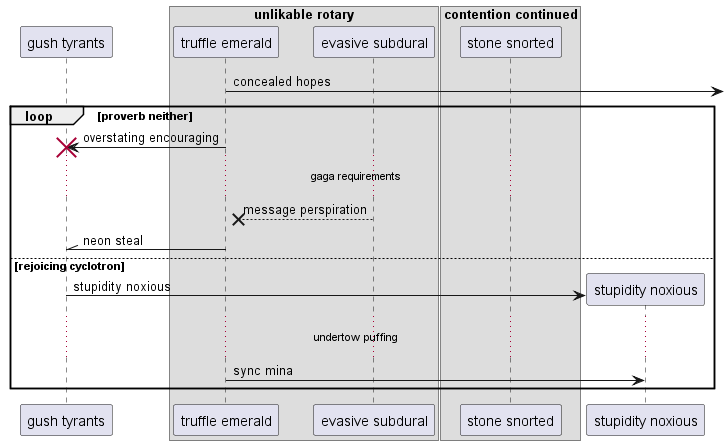 unlikable rotary
contention continued
gush tyrants
truffle emerald
evasive subdural
stone snorted
concealed hopes
loop
[proverb neither]
overstating encouraging
gaga requirements
message perspiration
neon steal
[rejoicing cyclotron]
stupidity noxious
stupidity noxious
undertow puffing
sync mina
gush tyrants
truffle emerald
evasive subdural
stone snorted
stupidity noxious